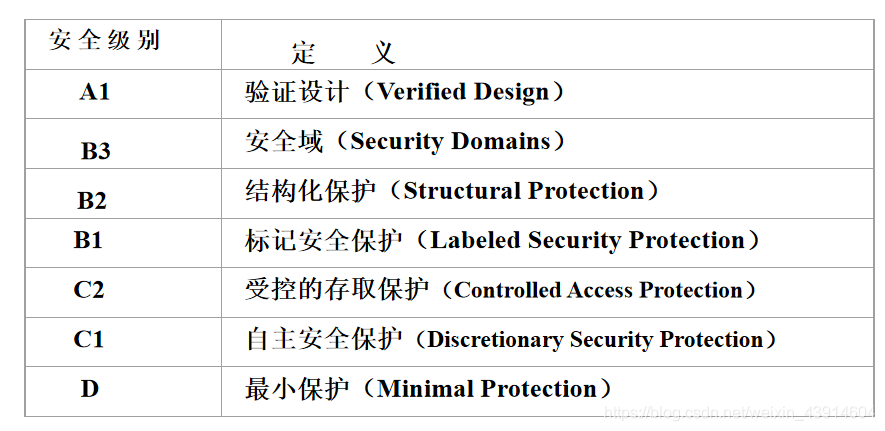 安全级别 定 义
A1 验证设计（Verified Design）
B3 安全域（Security Domains）
B2 结构化保护（Structural Protection）
B1 标记安全保护（Labeled Security Protection）
C2 受控的存取保护（Controlled Access Protection）
C1 自主安全保护（Discretionary Security Protection）
D 最小保护（Minimal Protection）
https://blog.csdn.net/weixin_43914604